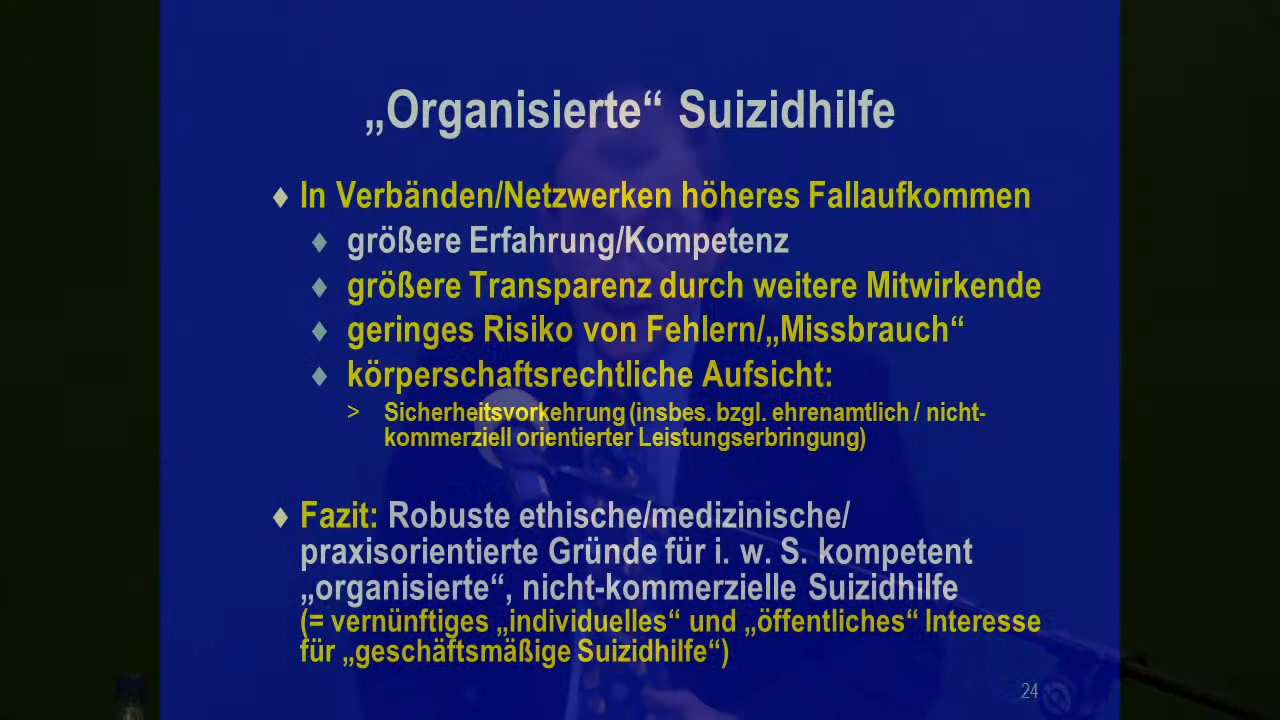 „Organisierte“ Suizidhilfe
♦ In Verbänden/Netzwerken höheres Fallaufkommen
♦ größere Erfahrung/Kompetenz
♦ größere Transparenz durch weitere Mitwirkende
♦ geringes Risiko von Fehlern/„Missbrauch“
♦ körperschaftsrechtliche Aufsicht:
> Sicherheitsvorkehrung (insbes. bzgl. ehrenamtlich / nicht-
kommerziell orientierter Leistungserbringung)
♦ Fazit: Robuste ethische/medizinische/
praxisorientierte Gründe für i. w. S. kompetent
„organisierte“, nicht-kommerzielle Suizidhilfe
(= vernünftiges „individuelles“ und „öffentliches“ Interesse
für „geschäftsmäßige Suizidhilfe“)
24